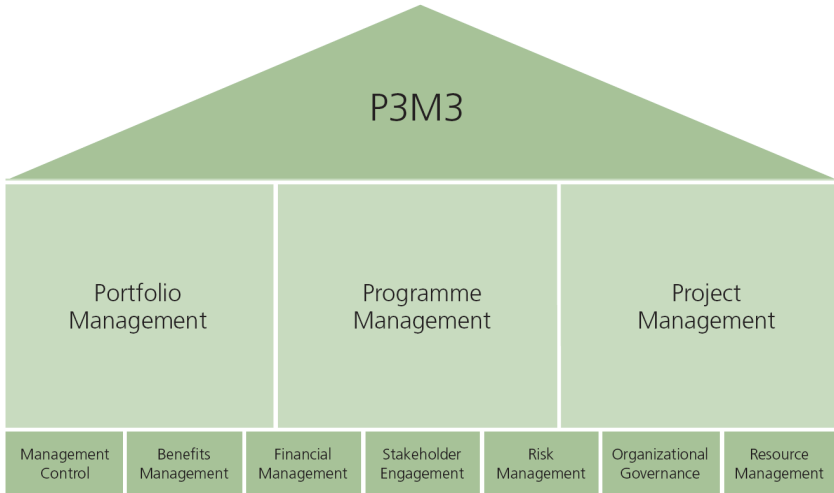 P3M3
Portfolio
Management
Programme
Management
Project
Management
Management
Control
Benefits
Management
Financial
Management
Stakeholder
Engagement
Risk
Management
Organizational
Governance
Resource
Management